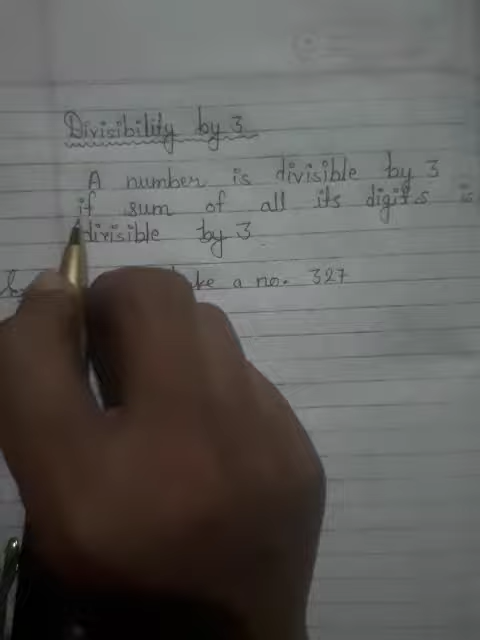 Divisibility by 3
A number is divisible by 3
if sum of all its digits is
divisible by 3
take a no. 327